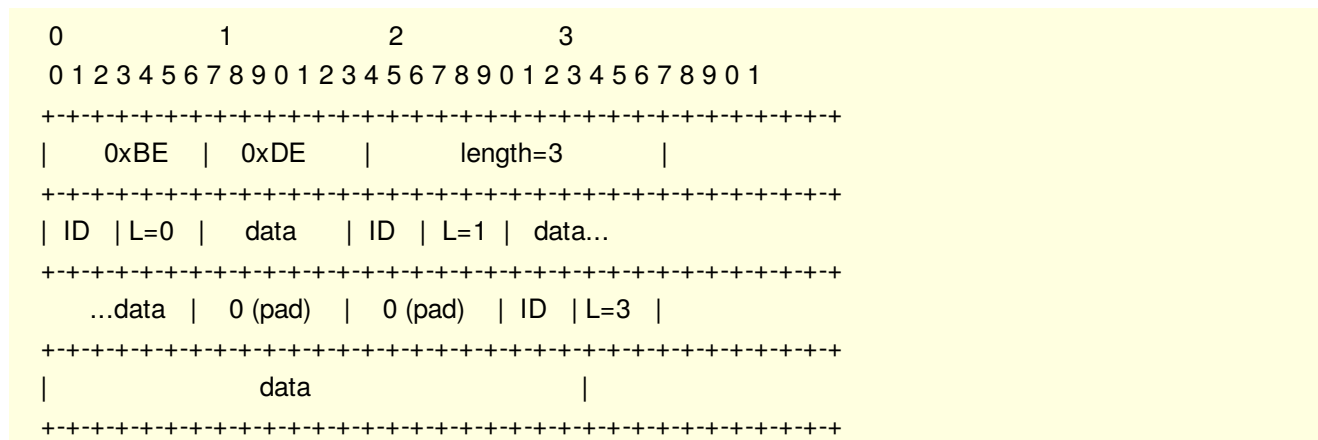 0 1 2 3
0 1 2 3 4 5 6 7 8 9 0 1 2 3 4 5 6 7 8 9 0 1 2 3 4 5 6 7 8 9 0 1
+-+-+-+-+-+-+-+-+-+-+-+-+-+-+-+-+-+-+-+-+-+-+-+-+-+-+-+-+-+-+-+-+
| 0xBE | 0xDE | length=3 |
+-+-+-+-+-+-+-+-+-+-+-+-+-+-+-+-+-+-+-+-+-+-+-+-+-+-+-+-+-+-+-+-+
| ID | L=0 | data | ID | L=1 | data...
+-+-+-+-+-+-+-+-+-+-+-+-+-+-+-+-+-+-+-+-+-+-+-+-+-+-+-+-+-+-+-+-+
...data | 0 (pad) | 0 (pad) | ID | L=3 |
+-+-+-+-+-+-+-+-+-+-+-+-+-+-+-+-+-+-+-+-+-+-+-+-+-+-+-+-+-+-+-+-+
| data |
+-+-+-+-+-+-+-+-+-+-+-+-+-+-+-+-+-+-+-+-+-+-+-+-+-+-+-+-+-+-+-+-+